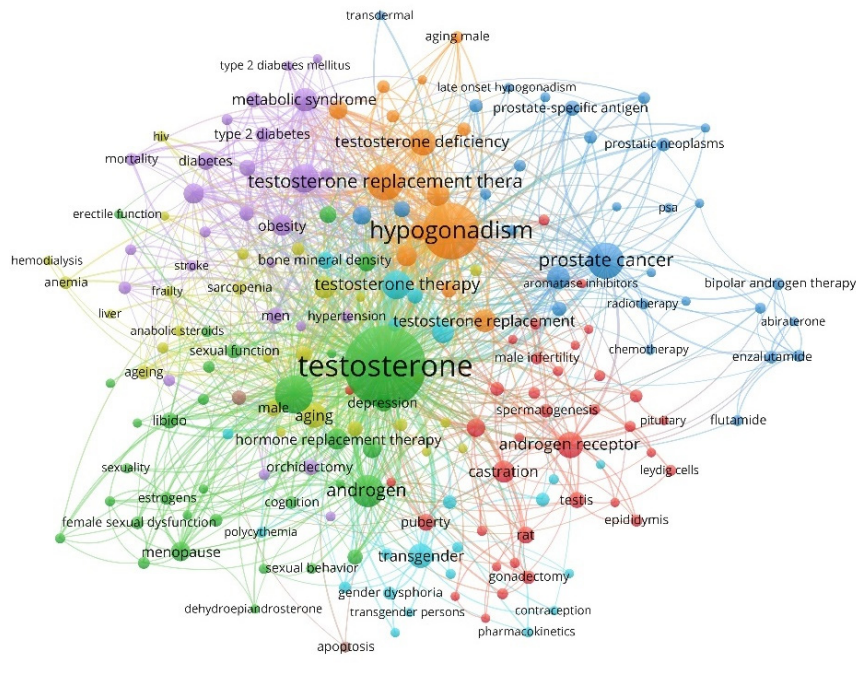 transdermal
aging male
type 2 diabetes mellitus
late onset hypogonadism
metabolic syndrome
prostate-specific antigen
hiv
type 2 diabetes
testosterone deficiency
prostatic neoplasms
mortality
diabetes
testosterone replacement thera
psa
erectile function
obesity
hypogonadism
hemodialysis
stroke
bone mineral density
prostate cancer
anemia
frailty
sarcopenia
testosterone therapy
aromatase inhibitors
bipolar androgen therapy
liver
men
hypertension
testosterone replacement
radiotherapy
abiraterone
anabolic steroids
sexual function
male infertility
chemotherapy
enzalutamide
ageing
testosterone
male
depression
aging
spermatogenesis
libido
pituitary
flutamide
hormone replacement therapy
androgen receptor
sexuality
orchidectomy
castration
leydig cells
estrogens
cognition
androgen
testis
female sexual dysfunction
polycythemia
puberty
rat
epididymis
menopause
transgender
sexual behavior
gonadectomy
gender dysphoria
dehydroepiandrosterone
transgender persons
contraception
pharmacokinetics
apoptosis